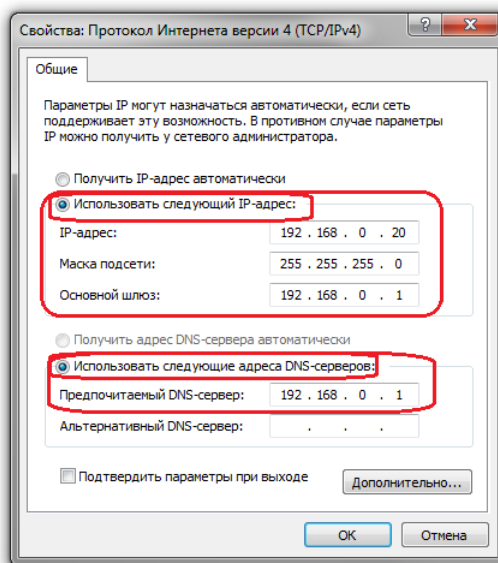 Свойства: Протокол Интернета версии 4 (TCP/IPv4)
Общие
Параметры IP могут назначаться автоматически, если сеть
поддерживает эту возможность. В противном случае параметры
IP можно получить у сетевого администратора.
Получить IP-адрес автоматически
Использовать следующий IP-адрес:
IP-адрес: 192 . 168 . 0 . 20
Маска подсети: 255 . 255 . 255 . 0
Основной шлюз: 192 . 168 . 0 . 1
Получить адрес DNS-сервера автоматически
Использовать следующие адреса DNS-серверов:
Предпочитаемый DNS-сервер: 192 . 168 . 0 . 1
Альтернативный DNS-сервер: . . .
Подтвердить параметры при выходе
Дополнительно...
ОК Отмена